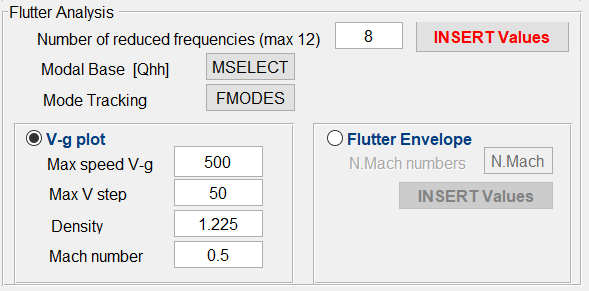 Flutter Analysis
Number of reduced frequencies (max 12) 8 INSERT Values
Modal Base [Qhh] MSELECT
Mode Tracking FMODES
V-g plot
Max speed V-g 500
Max V step 50
Density 1.225
Mach number 0.5
Flutter Envelope
N.Mach numbers N.Mach
INSERT Values